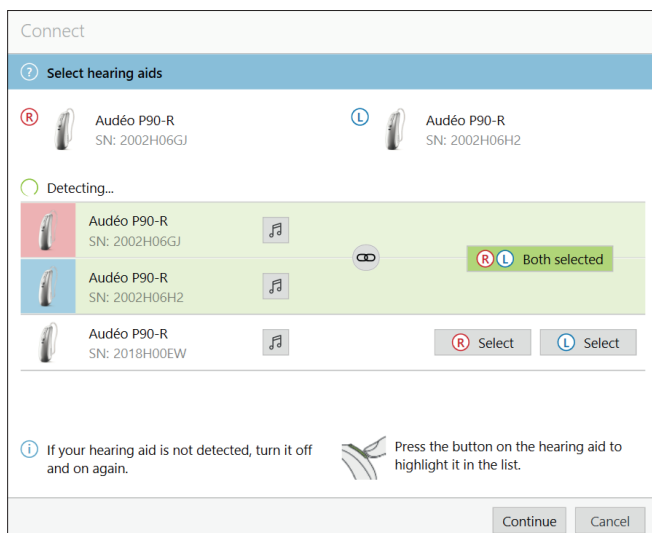 Connect
? Select hearing aids
R Audéo P90-R
SN: 2002H06GJ
L Audéo P90-R
SN: 2002H06H2
Detecting...
Audéo P90-R
SN: 2002H06GJ
Audéo P90-R
SN: 2002H06H2
R L Both selected
Audéo P90-R
SN: 2018H00EW
R Select L Select
i If your hearing aid is not detected, turn it off
and on again.
Press the button on the hearing aid to
highlight it in the list.
Continue Cancel